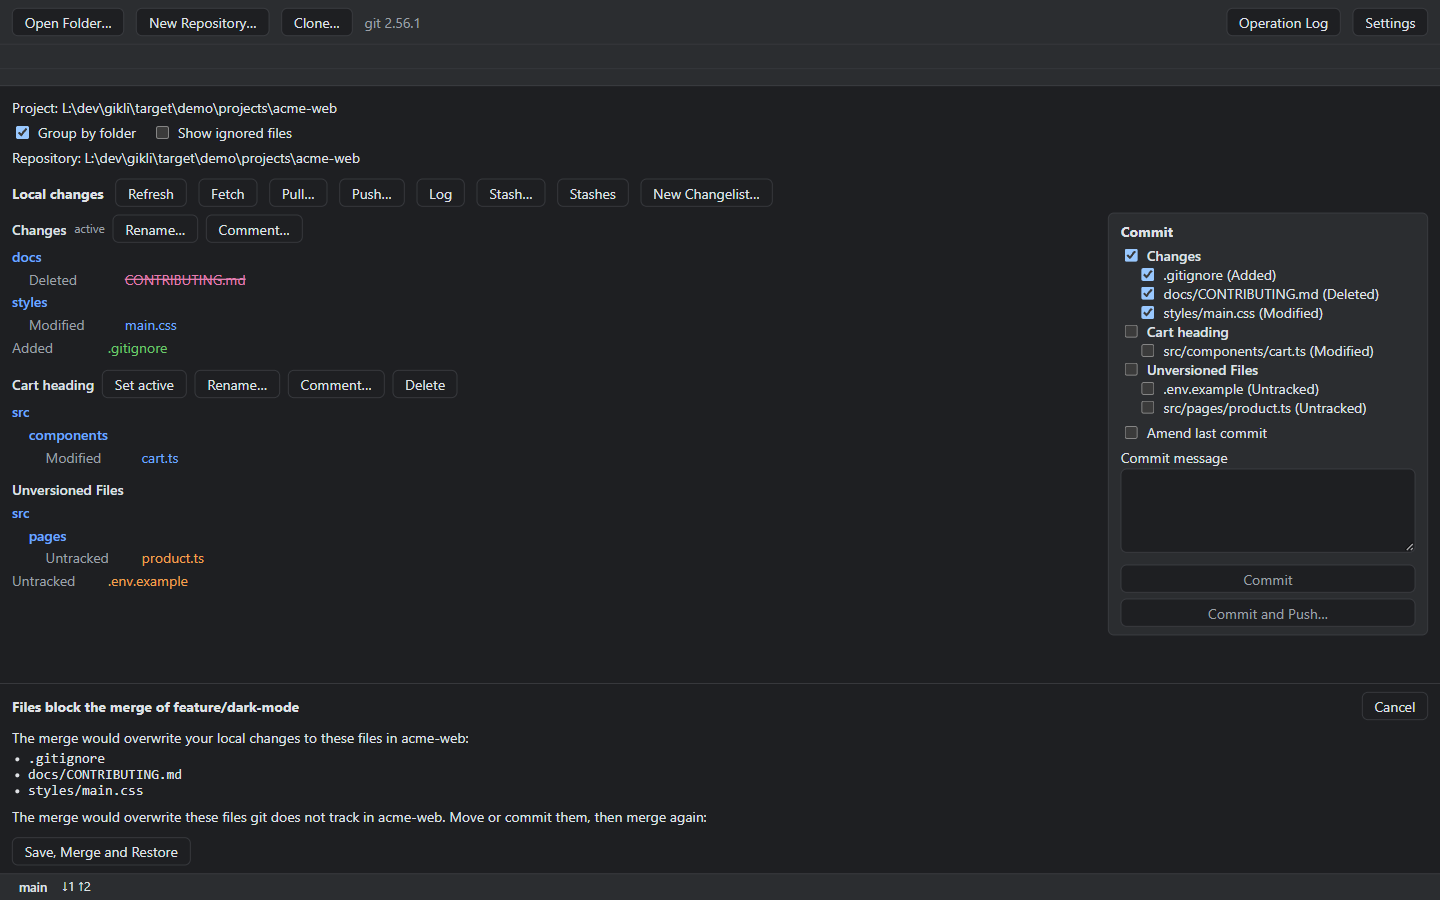 Open Folder... New Repository... Clone... git 2.56.1 Operation Log Settings
Project: L:\dev\gikli\target\demo\projects\acme-web
Group by folder Show ignored files
Repository: L:\dev\gikli\target\demo\projects\acme-web
Local changes Refresh Fetch Pull... Push... Log Stash... Stashes New Changelist...
Changes active Rename... Comment...
docs
Deleted CONTRIBUTING.md
styles
Modified main.css
Added .gitignore
Cart heading Set active Rename... Comment... Delete
src
components
Modified cart.ts
Unversioned Files
src
pages
Untracked product.ts
Untracked .env.example
Commit
Changes
.gitignore (Added)
docs/CONTRIBUTING.md (Deleted)
styles/main.css (Modified)
Cart heading
src/components/cart.ts (Modified)
Unversioned Files
.env.example (Untracked)
src/pages/product.ts (Untracked)
Amend last commit
Commit message
Commit
Commit and Push...
Files block the merge of feature/dark-mode Cancel
The merge would overwrite your local changes to these files in acme-web:
• .gitignore
• docs/CONTRIBUTING.md
• styles/main.css
The merge would overwrite these files git does not track in acme-web. Move or commit them, then merge again:
Save, Merge and Restore
main ↓1 ↑2